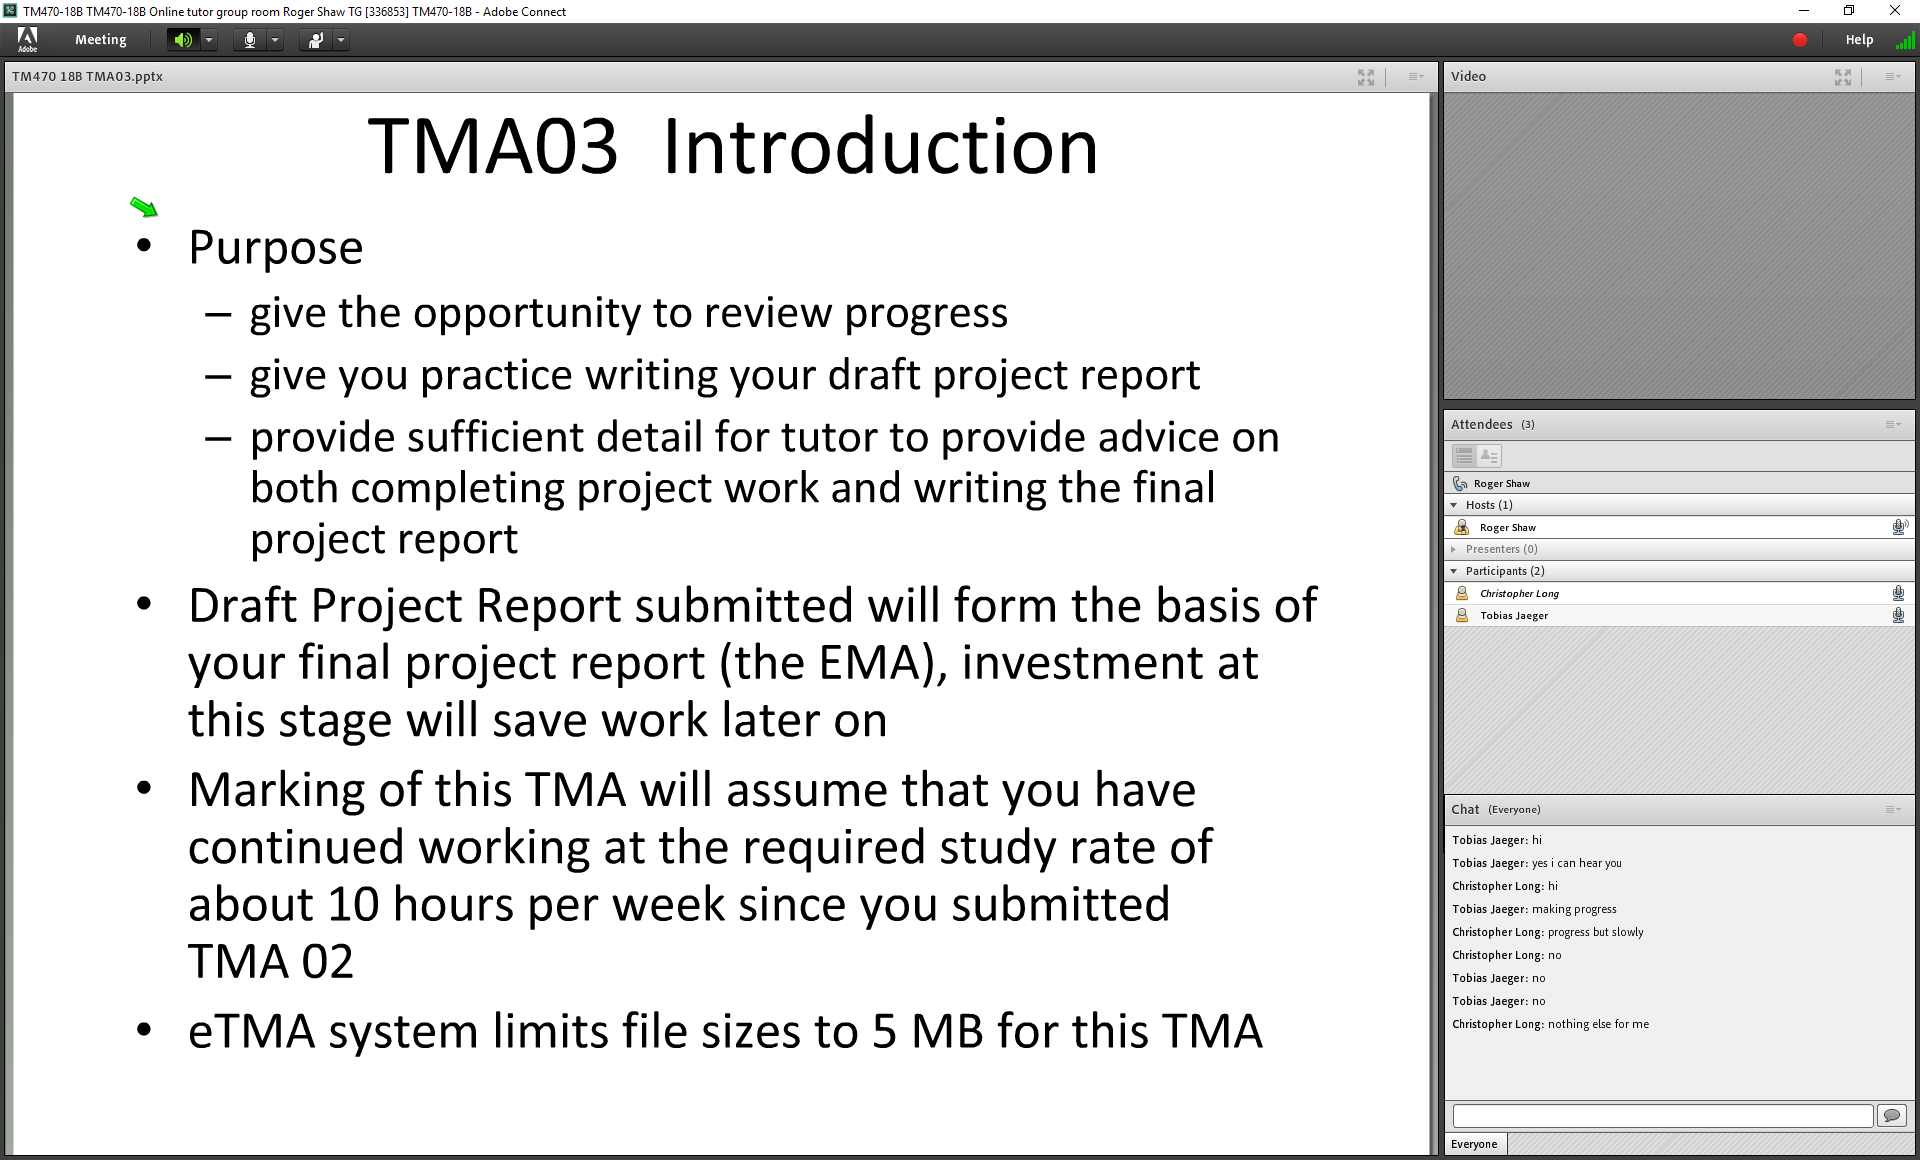 TM470-18B TM470-18B Online tutor group room Roger Shaw TG [336853] TM470-18B - Adobe Connect
Adobe
Meeting
Help
TM470 18B TMA03.pptx
TMA03 Introduction
• Purpose
– give the opportunity to review progress
– give you practice writing your draft project report
– provide sufficient detail for tutor to provide advice on
both completing project work and writing the final
project report
• Draft Project Report submitted will form the basis of
your final project report (the EMA), investment at
this stage will save work later on
• Marking of this TMA will assume that you have
continued working at the required study rate of
about 10 hours per week since you submitted
TMA 02
• eTMA system limits file sizes to 5 MB for this TMA
Video
Attendees (3)
Roger Shaw
Hosts (1)
Roger Shaw
Presenters (0)
Participants (2)
Christopher Long
Tobias Jaeger
Chat (Everyone)
Tobias Jaeger: hi
Tobias Jaeger: yes i can hear you
Christopher Long: hi
Tobias Jaeger: making progress
Christopher Long: progress but slowly
Christopher Long: no
Tobias Jaeger: no
Tobias Jaeger: no
Christopher Long: nothing else for me
Everyone